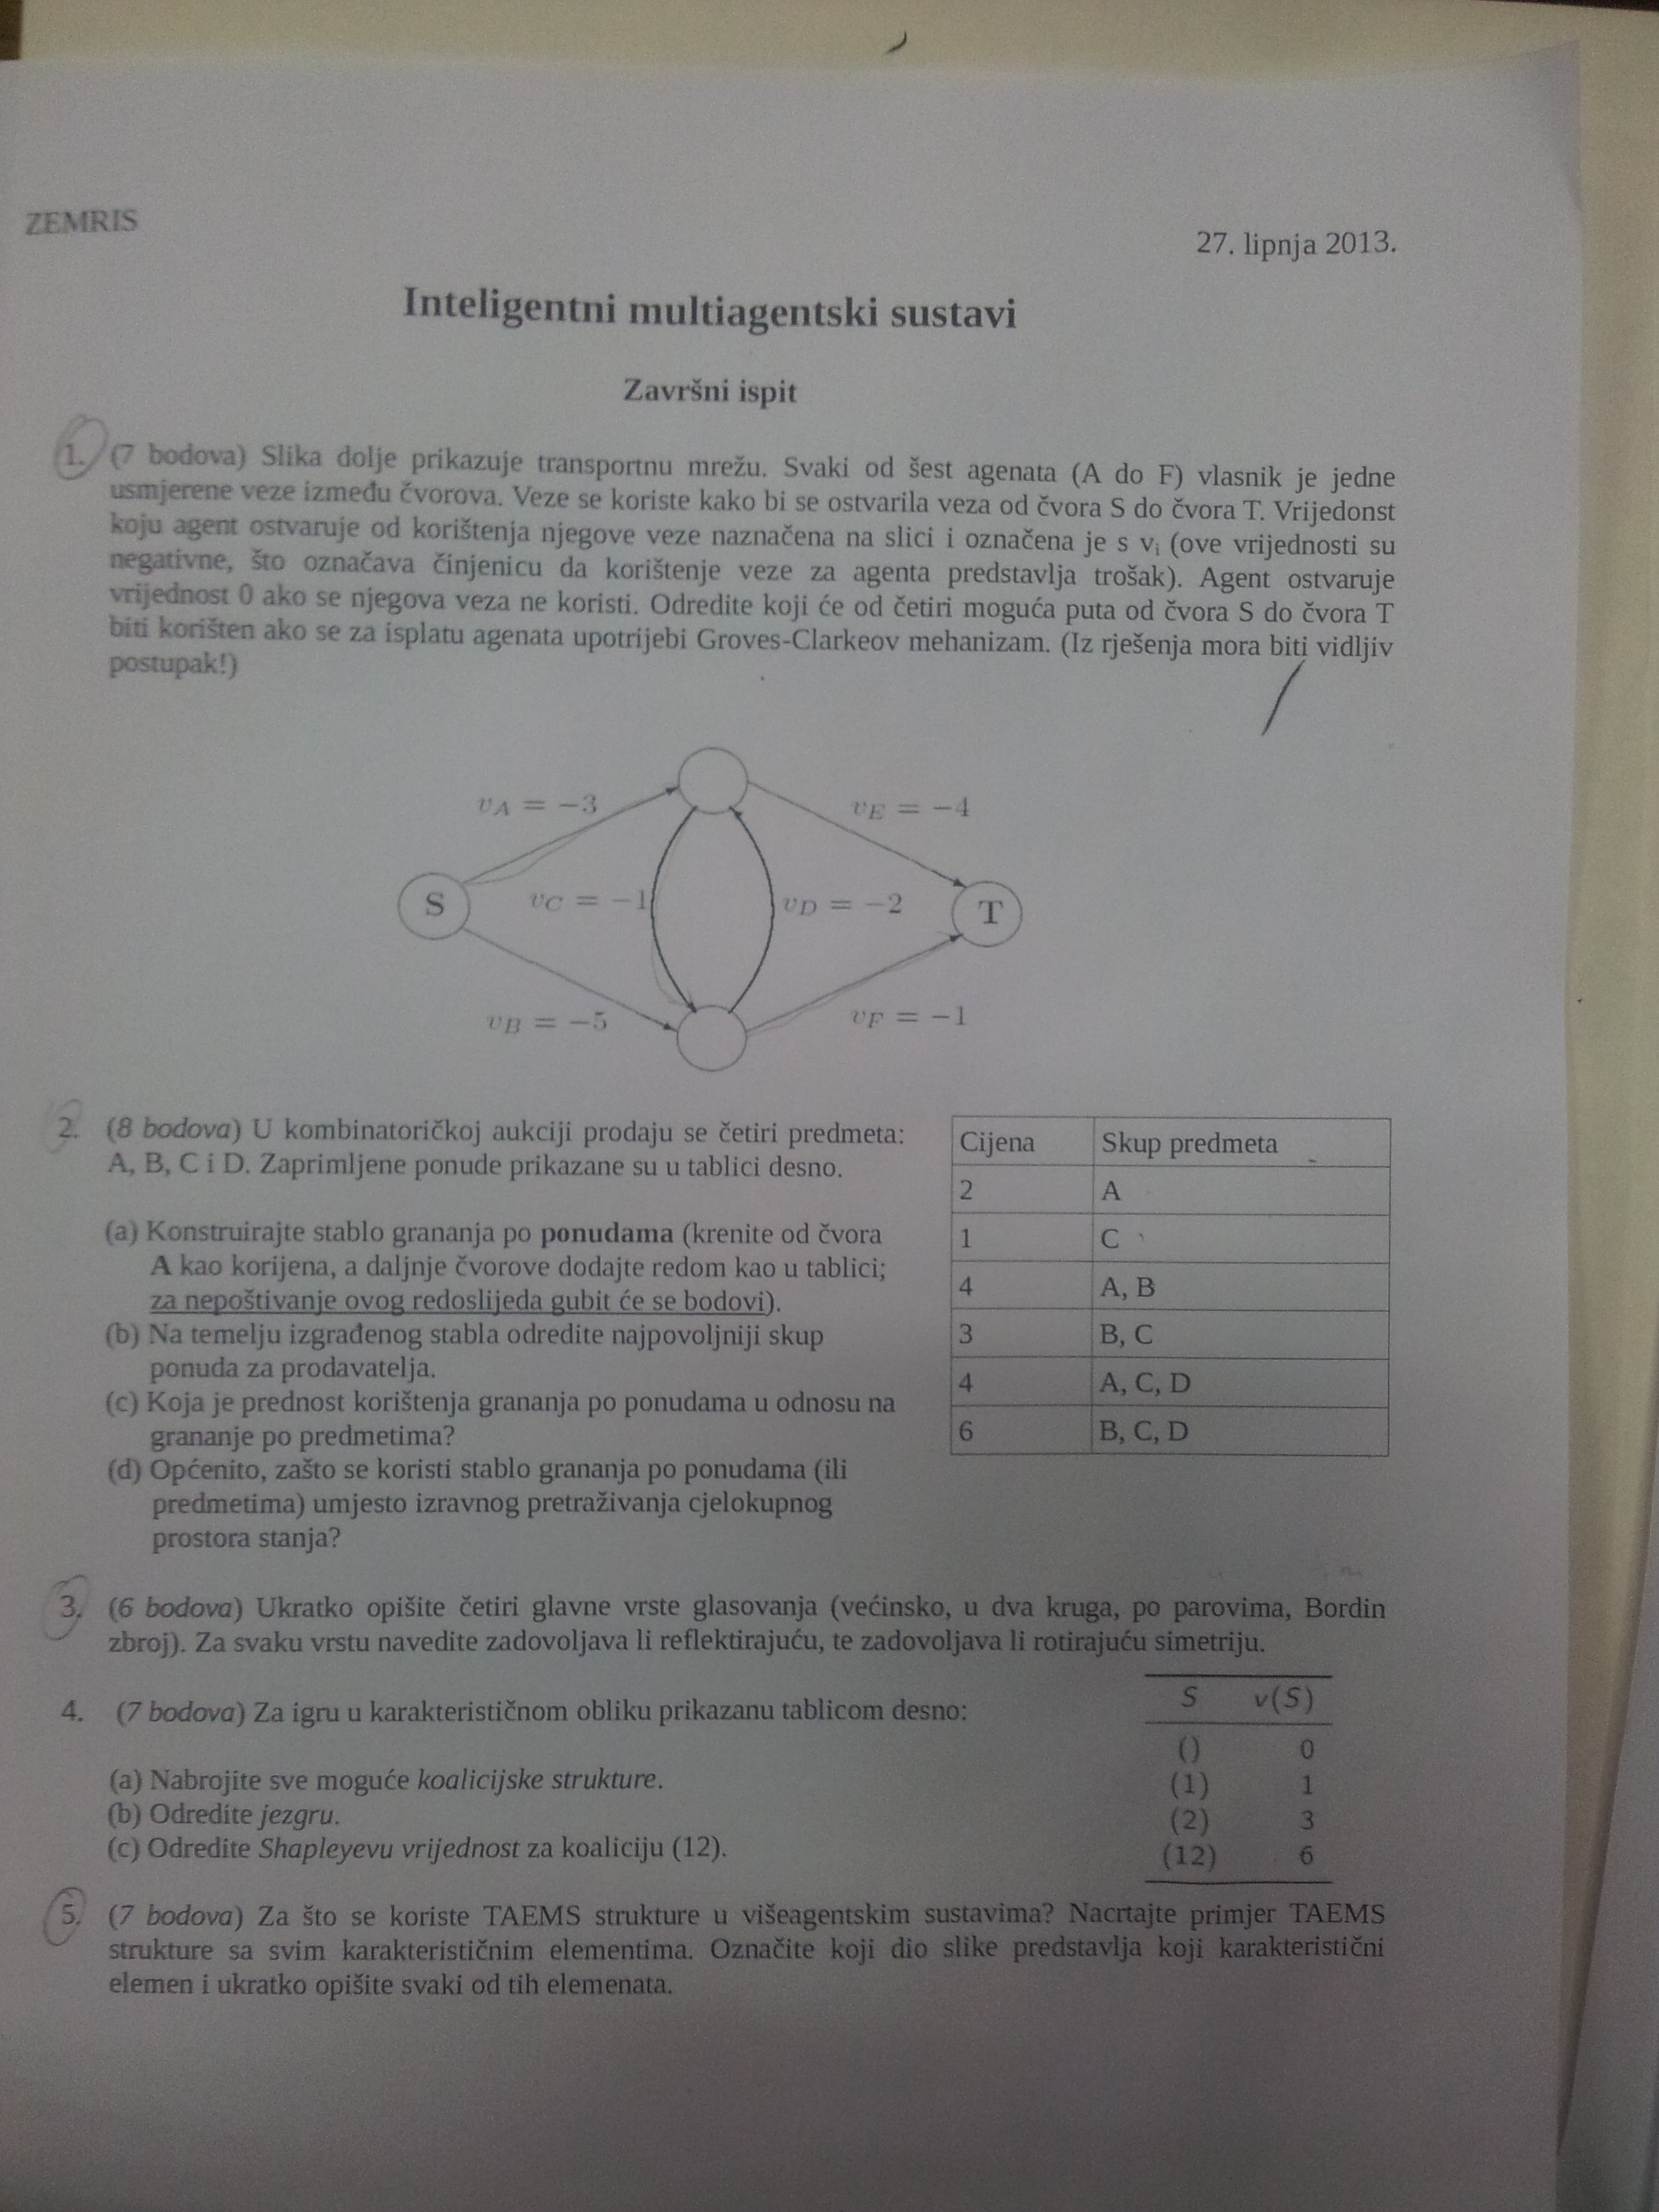 ZEMRIS
27. lipnja 2013.
Inteligentni multiagentski sustavi
Završni ispit
1. (7 bodova) Slika dolje prikazuje transportnu mrežu. Svaki od šest agenata (A do F) vlasnik je jedne
usmjerene veze između čvorova. Veze se koriste kako bi se ostvarila veza od čvora S do čvora T. Vrijedonst
koju agent ostvaruje od korištenja njegove veze naznačena na slici i označena je s vᵢ (ove vrijednosti su
negativne, što označava činjenicu da korištenje veze za agenta predstavlja trošak). Agent ostvaruje
vrijednost 0 ako se njegova veza ne koristi. Odredite koji će od četiri moguća puta od čvora S do čvora T
biti korišten ako se za isplatu agenata upotrijebi Groves-Clarkeov mehanizam. (Iz rješenja mora biti vidljiv
postupak!)
v_A = −3
v_E = −4
S
v_C = −1
v_D = −2
T
v_B = −5
v_F = −1
2. (8 bodova) U kombinatoričkoj aukciji prodaju se četiri predmeta:
A, B, C i D. Zaprimljene ponude prikazane su u tablici desno.
(a) Konstruirajte stablo grananja po ponudama (krenite od čvora
A kao korijena, a daljnje čvorove dodajte redom kao u tablici;
za nepoštivanje ovog redoslijeda gubit će se bodovi).
(b) Na temelju izgrađenog stabla odredite najpovoljniji skup
ponuda za prodavatelja.
(c) Koja je prednost korištenja grananja po ponudama u odnosu na
grananje po predmetima?
(d) Općenito, zašto se koristi stablo grananja po ponudama (ili
predmetima) umjesto izravnog pretraživanja cjelokupnog
prostora stanja?
Cijena Skup predmeta
2 A
1 C
4 A, B
3 B, C
4 A, C, D
6 B, C, D
3. (6 bodova) Ukratko opišite četiri glavne vrste glasovanja (većinsko, u dva kruga, po parovima, Bordin
zbroj). Za svaku vrstu navedite zadovoljava li reflektirajuću, te zadovoljava li rotirajuću simetriju.
4. (7 bodova) Za igru u karakterističnom obliku prikazanu tablicom desno:
(a) Nabrojite sve moguće koalicijske strukture.
(b) Odredite jezgru.
(c) Odredite Shapleyevu vrijednost za koaliciju (12).
S v(S)
() 0
(1) 1
(2) 3
(12) 6
5. (7 bodova) Za što se koriste TAEMS strukture u višeagentskim sustavima? Nacrtajte primjer TAEMS
strukture sa svim karakterističnim elementima. Označite koji dio slike predstavlja koji karakteristični
elemen i ukratko opišite svaki od tih elemenata.